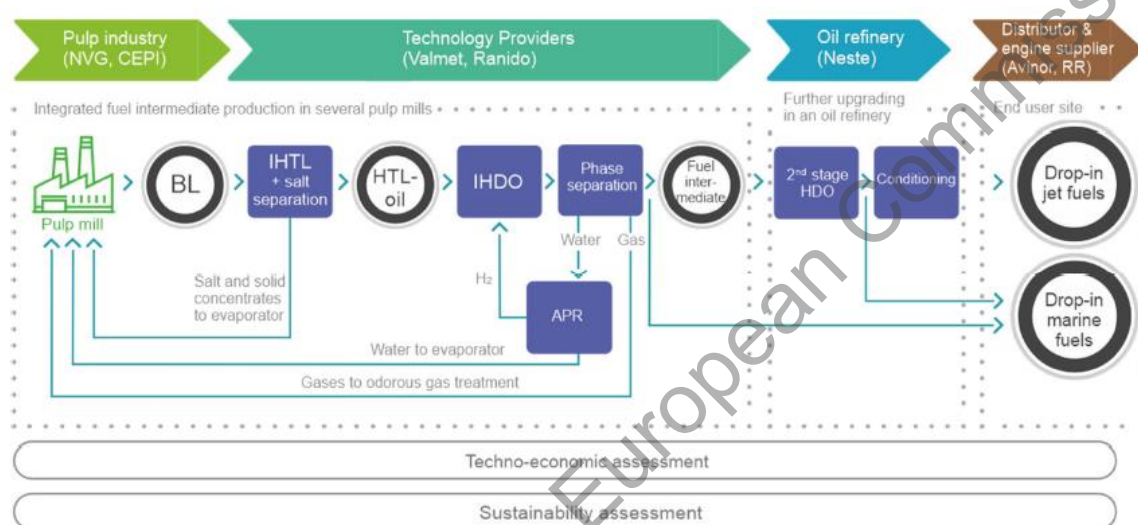 Pulp industry
(NVG, CEPI)
Technology Providers
(Valmet, Ranido)
Oil refinery
(Neste)
Distributor &
engine supplier
(Avinor, RR)
Integrated fuel intermediate production in several pulp mills
Further upgrading
in an oil refinery
End user site
Pulp mill
BL
IHTL
+ salt
separation
HTL-
oil
IHDO
Phase
separation
Fuel
inter-
mediate
2nd stage
HDO
Conditioning
Drop-in
jet fuels
Water
Gas
H₂
Salt and solid
concentrates
to evaporator
APR
Drop-in
marine
fuels
Water to evaporator
Gases to odorous gas treatment
Techno-economic assessment
Sustainability assessment
European Commiss